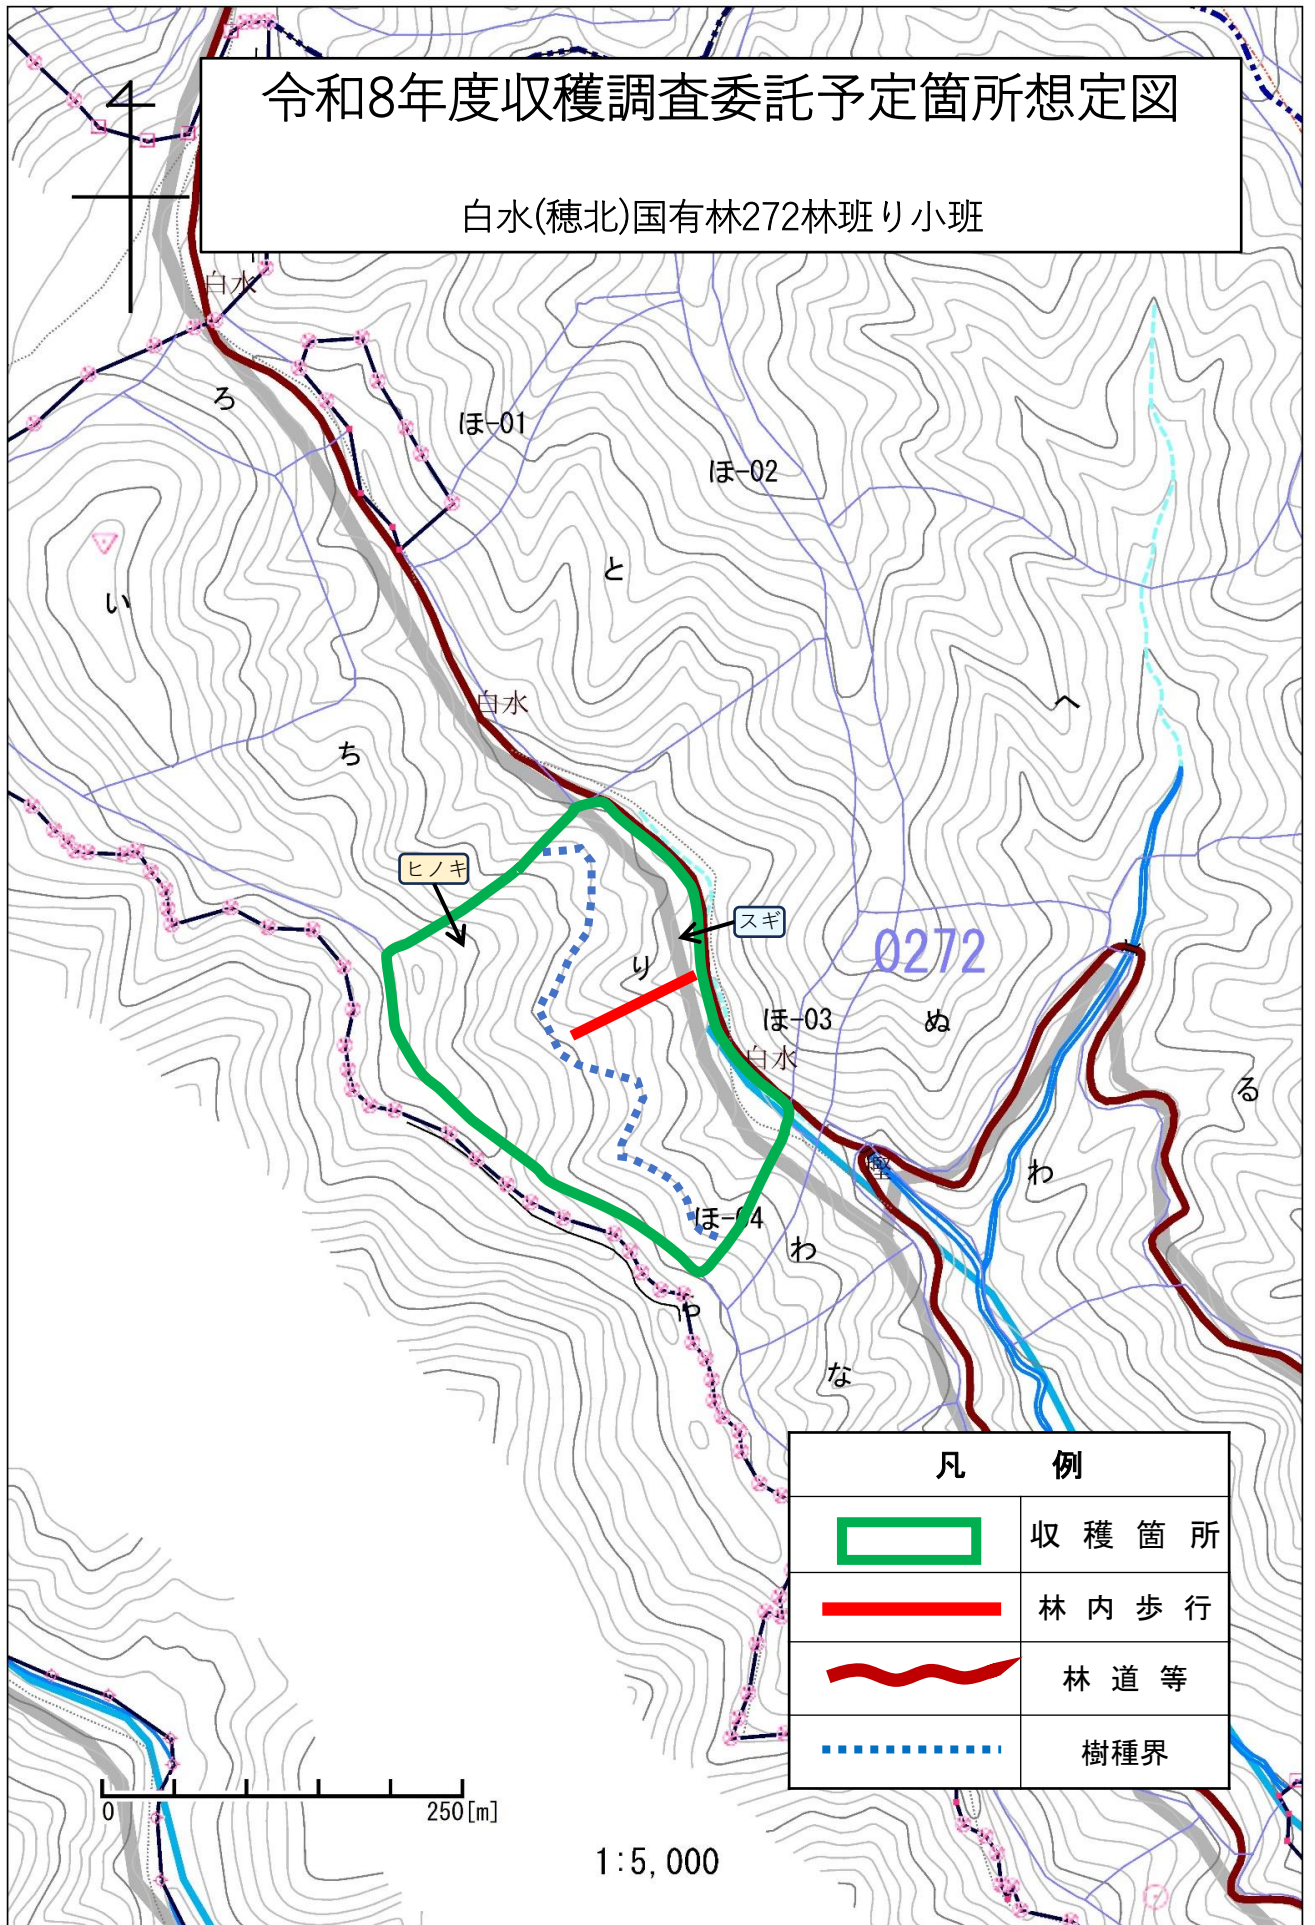 令和8年度収穫調査委託予定箇所想定図
白水(穂北)国有林272林班り小班
白水
ろ
ほ-01
ほ-02
と
い
へ
白水
ち
ヒノキ
スギ
0272
り
ほ-03
ぬ
白水
る
わ
ほ-04
わ
や
な
凡 例
収穫箇所
林内歩行
林道等
樹種界
0 250[m]
1:5,000